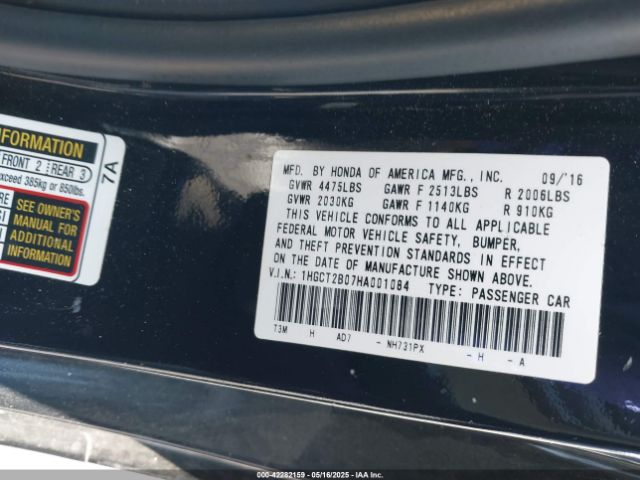 FORMATION
FRONT 2 REAR 3
exceed 385kg or 850lbs.
SEE OWNER'S
MANUAL FOR
ADDITIONAL
INFORMATION
7A
MFD. BY HONDA OF AMERICA MFG., INC. 09/'16
GVWR 4475LBS GAWR F 2513LBS R 2006LBS
GVWR 2030KG GAWR F 1140KG R 910KG
THIS VEHICLE CONFORMS TO ALL APPLICABLE
FEDERAL MOTOR VEHICLE SAFETY, BUMPER,
AND THEFT PREVENTION STANDARDS IN EFFECT
ON THE DATE OF MANUFACTURE SHOWN ABOVE.
V.I.N.: 1HGCT2B07HA001084 TYPE: PASSENGER CAR
T3M H AD7 - NH731PX - H - A
000-42282159 - 05/16/2025 - IAA Inc.